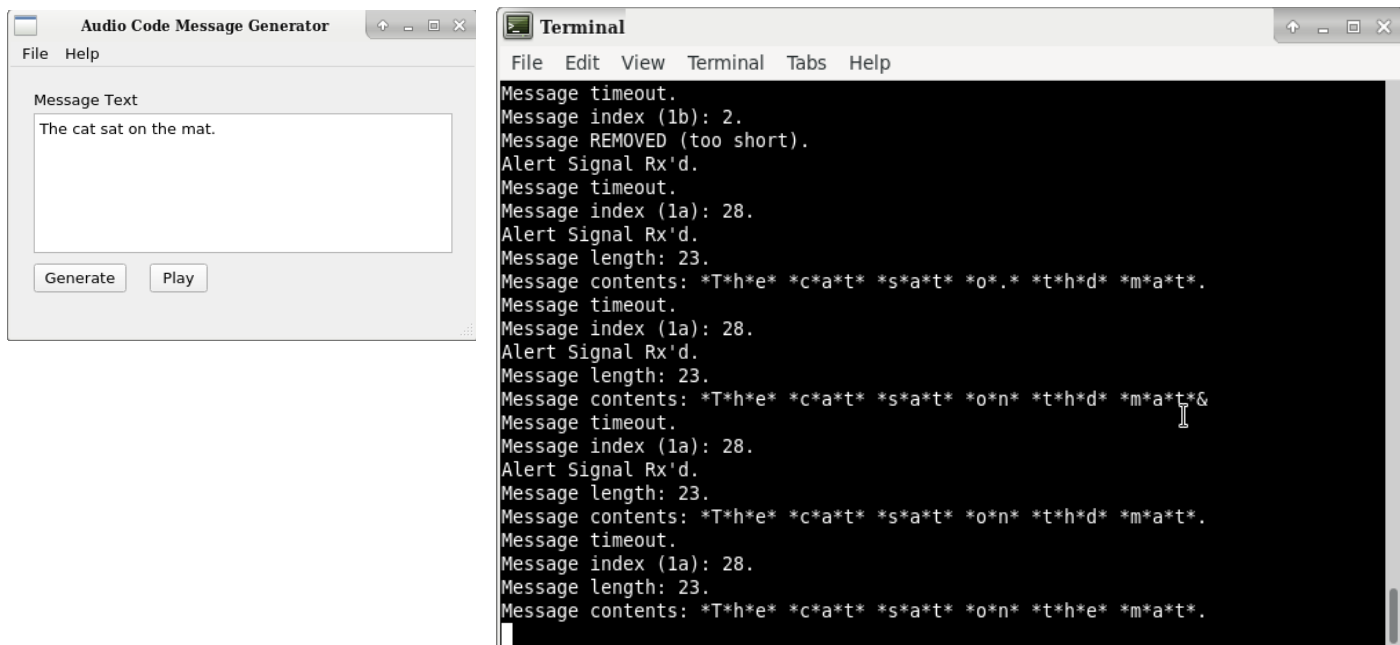 Audio Code Message Generator
File Help
Message Text
The cat sat on the mat.
Generate Play
Terminal
File Edit View Terminal Tabs Help
Message timeout.
Message index (1b): 2.
Message REMOVED (too short).
Alert Signal Rx'd.
Message timeout.
Message index (1a): 28.
Alert Signal Rx'd.
Message length: 23.
Message contents: *T*h*e* *c*a*t* *s*a*t* *o*.* *t*h*d* *m*a*t*.
Message timeout.
Message index (1a): 28.
Alert Signal Rx'd.
Message length: 23.
Message contents: *T*h*e* *c*a*t* *s*a*t* *o*n* *t*h*d* *m*a*t*&
Message timeout.
Message index (1a): 28.
Alert Signal Rx'd.
Message length: 23.
Message contents: *T*h*e* *c*a*t* *s*a*t* *o*n* *t*h*d* *m*a*t*.
Message timeout.
Message index (1a): 28.
Message length: 23.
Message contents: *T*h*e* *c*a*t* *s*a*t* *o*n* *t*h*e* *m*a*t*.